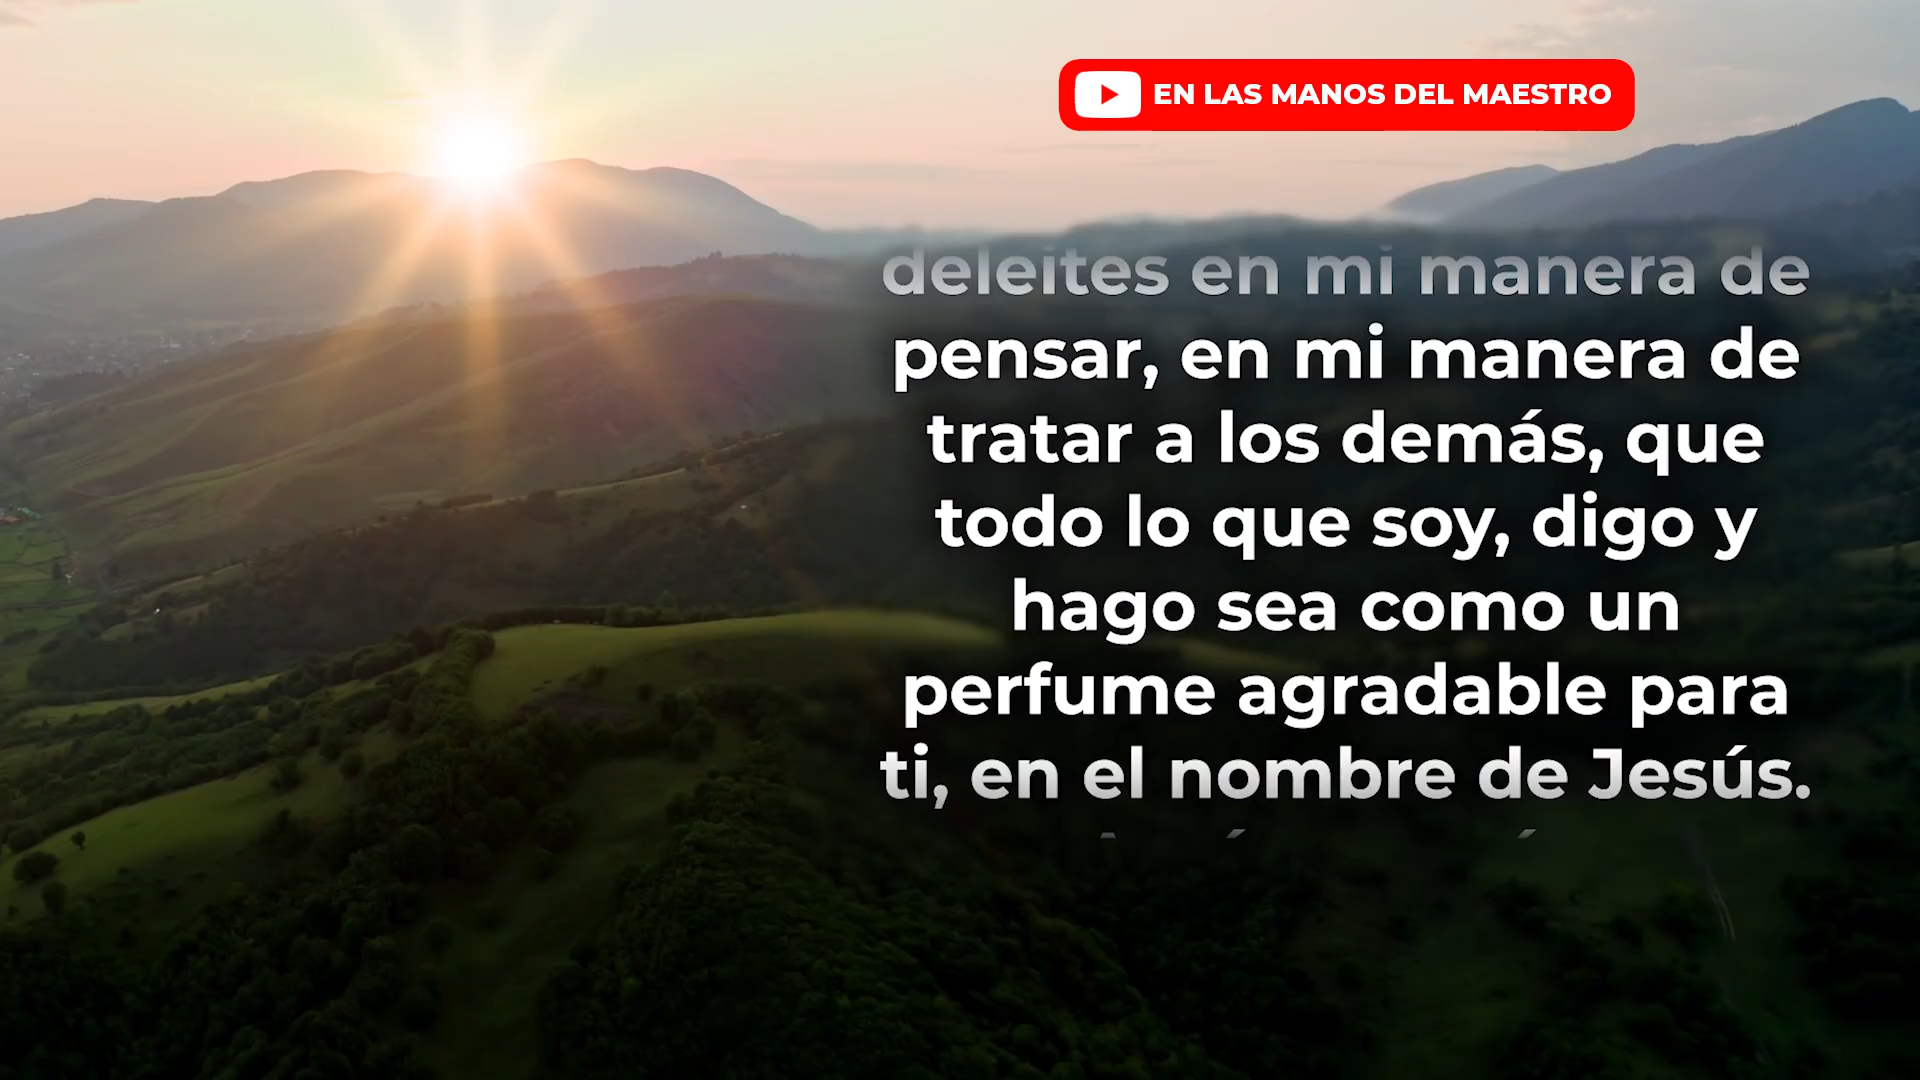 EN LAS MANOS DEL MAESTRO
deleites en mi manera de
pensar, en mi manera de
tratar a los demás, que
todo lo que soy, digo y
hago sea como un
perfume agradable para
ti, en el nombre de Jesús.